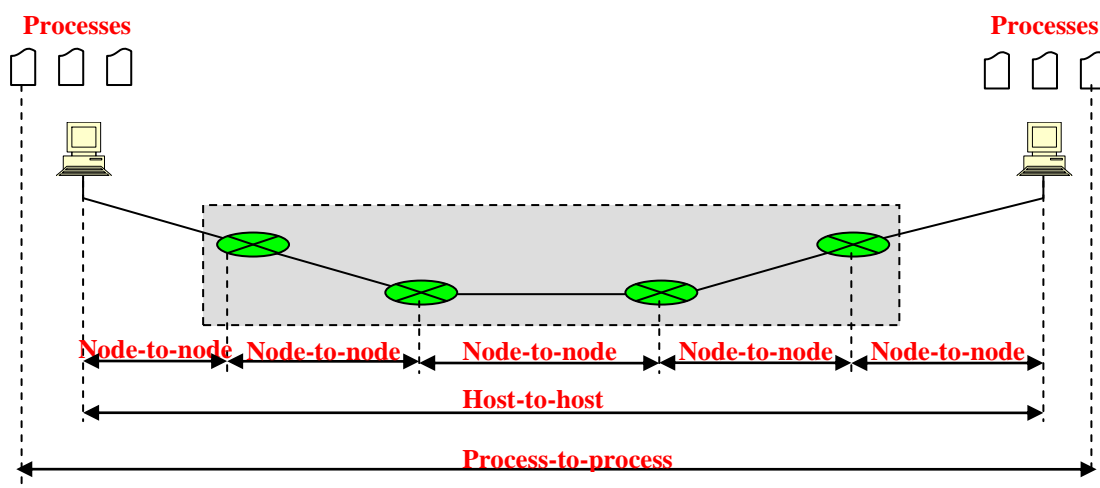 Processes
Processes
Node-to-node
Node-to-node
Node-to-node
Node-to-node
Node-to-node
Host-to-host
Process-to-process